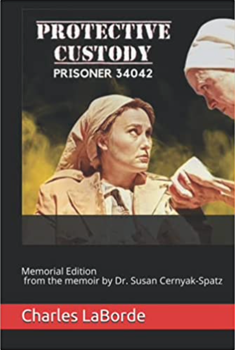 PROTECTIVE
CUSTODY
PRISONER 34042
Memorial Edition
from the memoir by Dr. Susan Cernyak-Spatz
Charles LaBorde